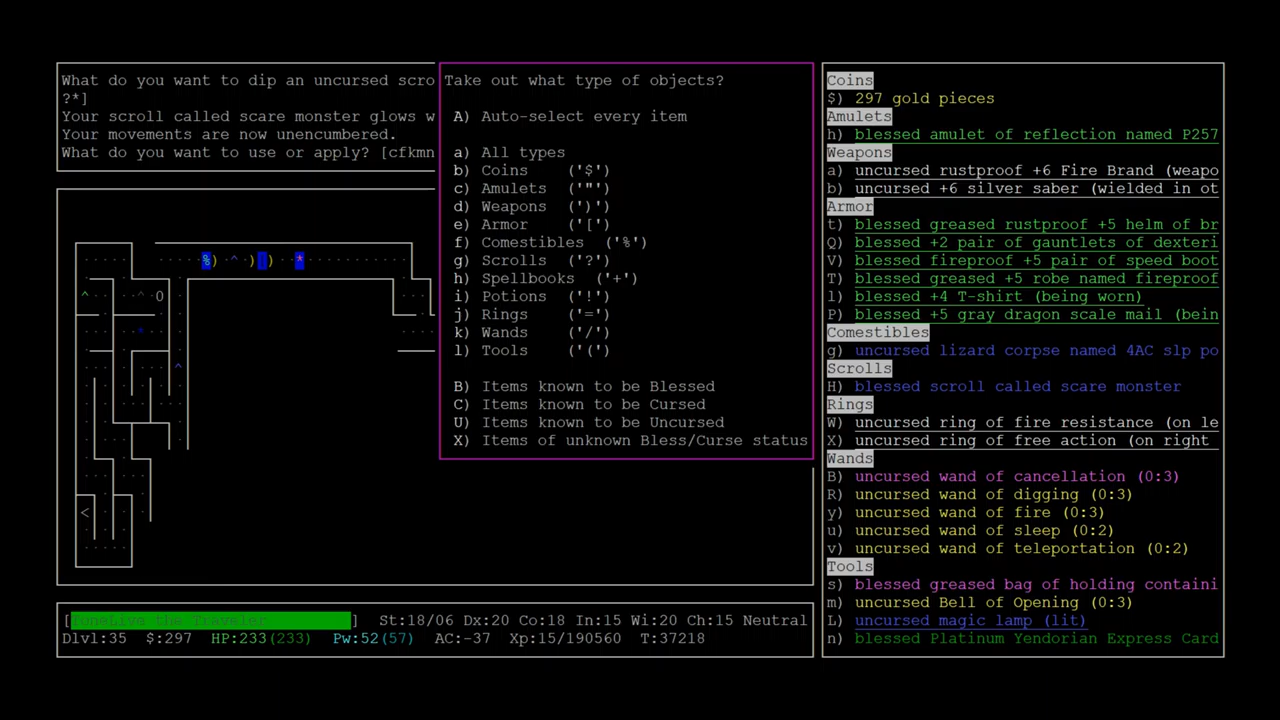 What do you want to dip an uncursed scro
?*]
Your scroll called scare monster glows w
Your movements are now unencumbered.
What do you want to use or apply? [cfkmn
Take out what type of objects?
A) Auto-select every item
a) All types
b) Coins ('$')
c) Amulets ('"')
d) Weapons (')')
e) Armor ('[')
f) Comestibles ('%')
g) Scrolls ('?')
h) Spellbooks ('+')
i) Potions ('!')
j) Rings ('=')
k) Wands ('/')
l) Tools ('(')
B) Items known to be Blessed
C) Items known to be Cursed
U) Items known to be Uncursed
X) Items of unknown Bless/Curse status
Coins
$) 297 gold pieces
Amulets
h) blessed amulet of reflection named P257
Weapons
a) uncursed rustproof +6 Fire Brand (weapo
b) uncursed +6 silver saber (wielded in ot
Armor
t) blessed greased rustproof +5 helm of br
Q) blessed +2 pair of gauntlets of dexteri
V) blessed fireproof +5 pair of speed boot
T) blessed greased +5 robe named fireproof
l) blessed +4 T-shirt (being worn)
P) blessed +5 gray dragon scale mail (bein
Comestibles
g) uncursed lizard corpse named 4AC slp po
Scrolls
H) blessed scroll called scare monster
Rings
W) uncursed ring of fire resistance (on le
X) uncursed ring of free action (on right
Wands
B) uncursed wand of cancellation (0:3)
R) uncursed wand of digging (0:3)
y) uncursed wand of fire (0:3)
u) uncursed wand of sleep (0:2)
v) uncursed wand of teleportation (0:2)
Tools
s) blessed greased bag of holding containi
m) uncursed Bell of Opening (0:3)
L) uncursed magic lamp (lit)
n) blessed Platinum Yendorian Express Card
[ToneLive the Traveler ] St:18/06 Dx:20 Co:18 In:15 Wi:20 Ch:15 Neutral
Dlvl:35 $:297 HP:233(233) Pw:52(57) AC:-37 Xp:15/190560 T:37218